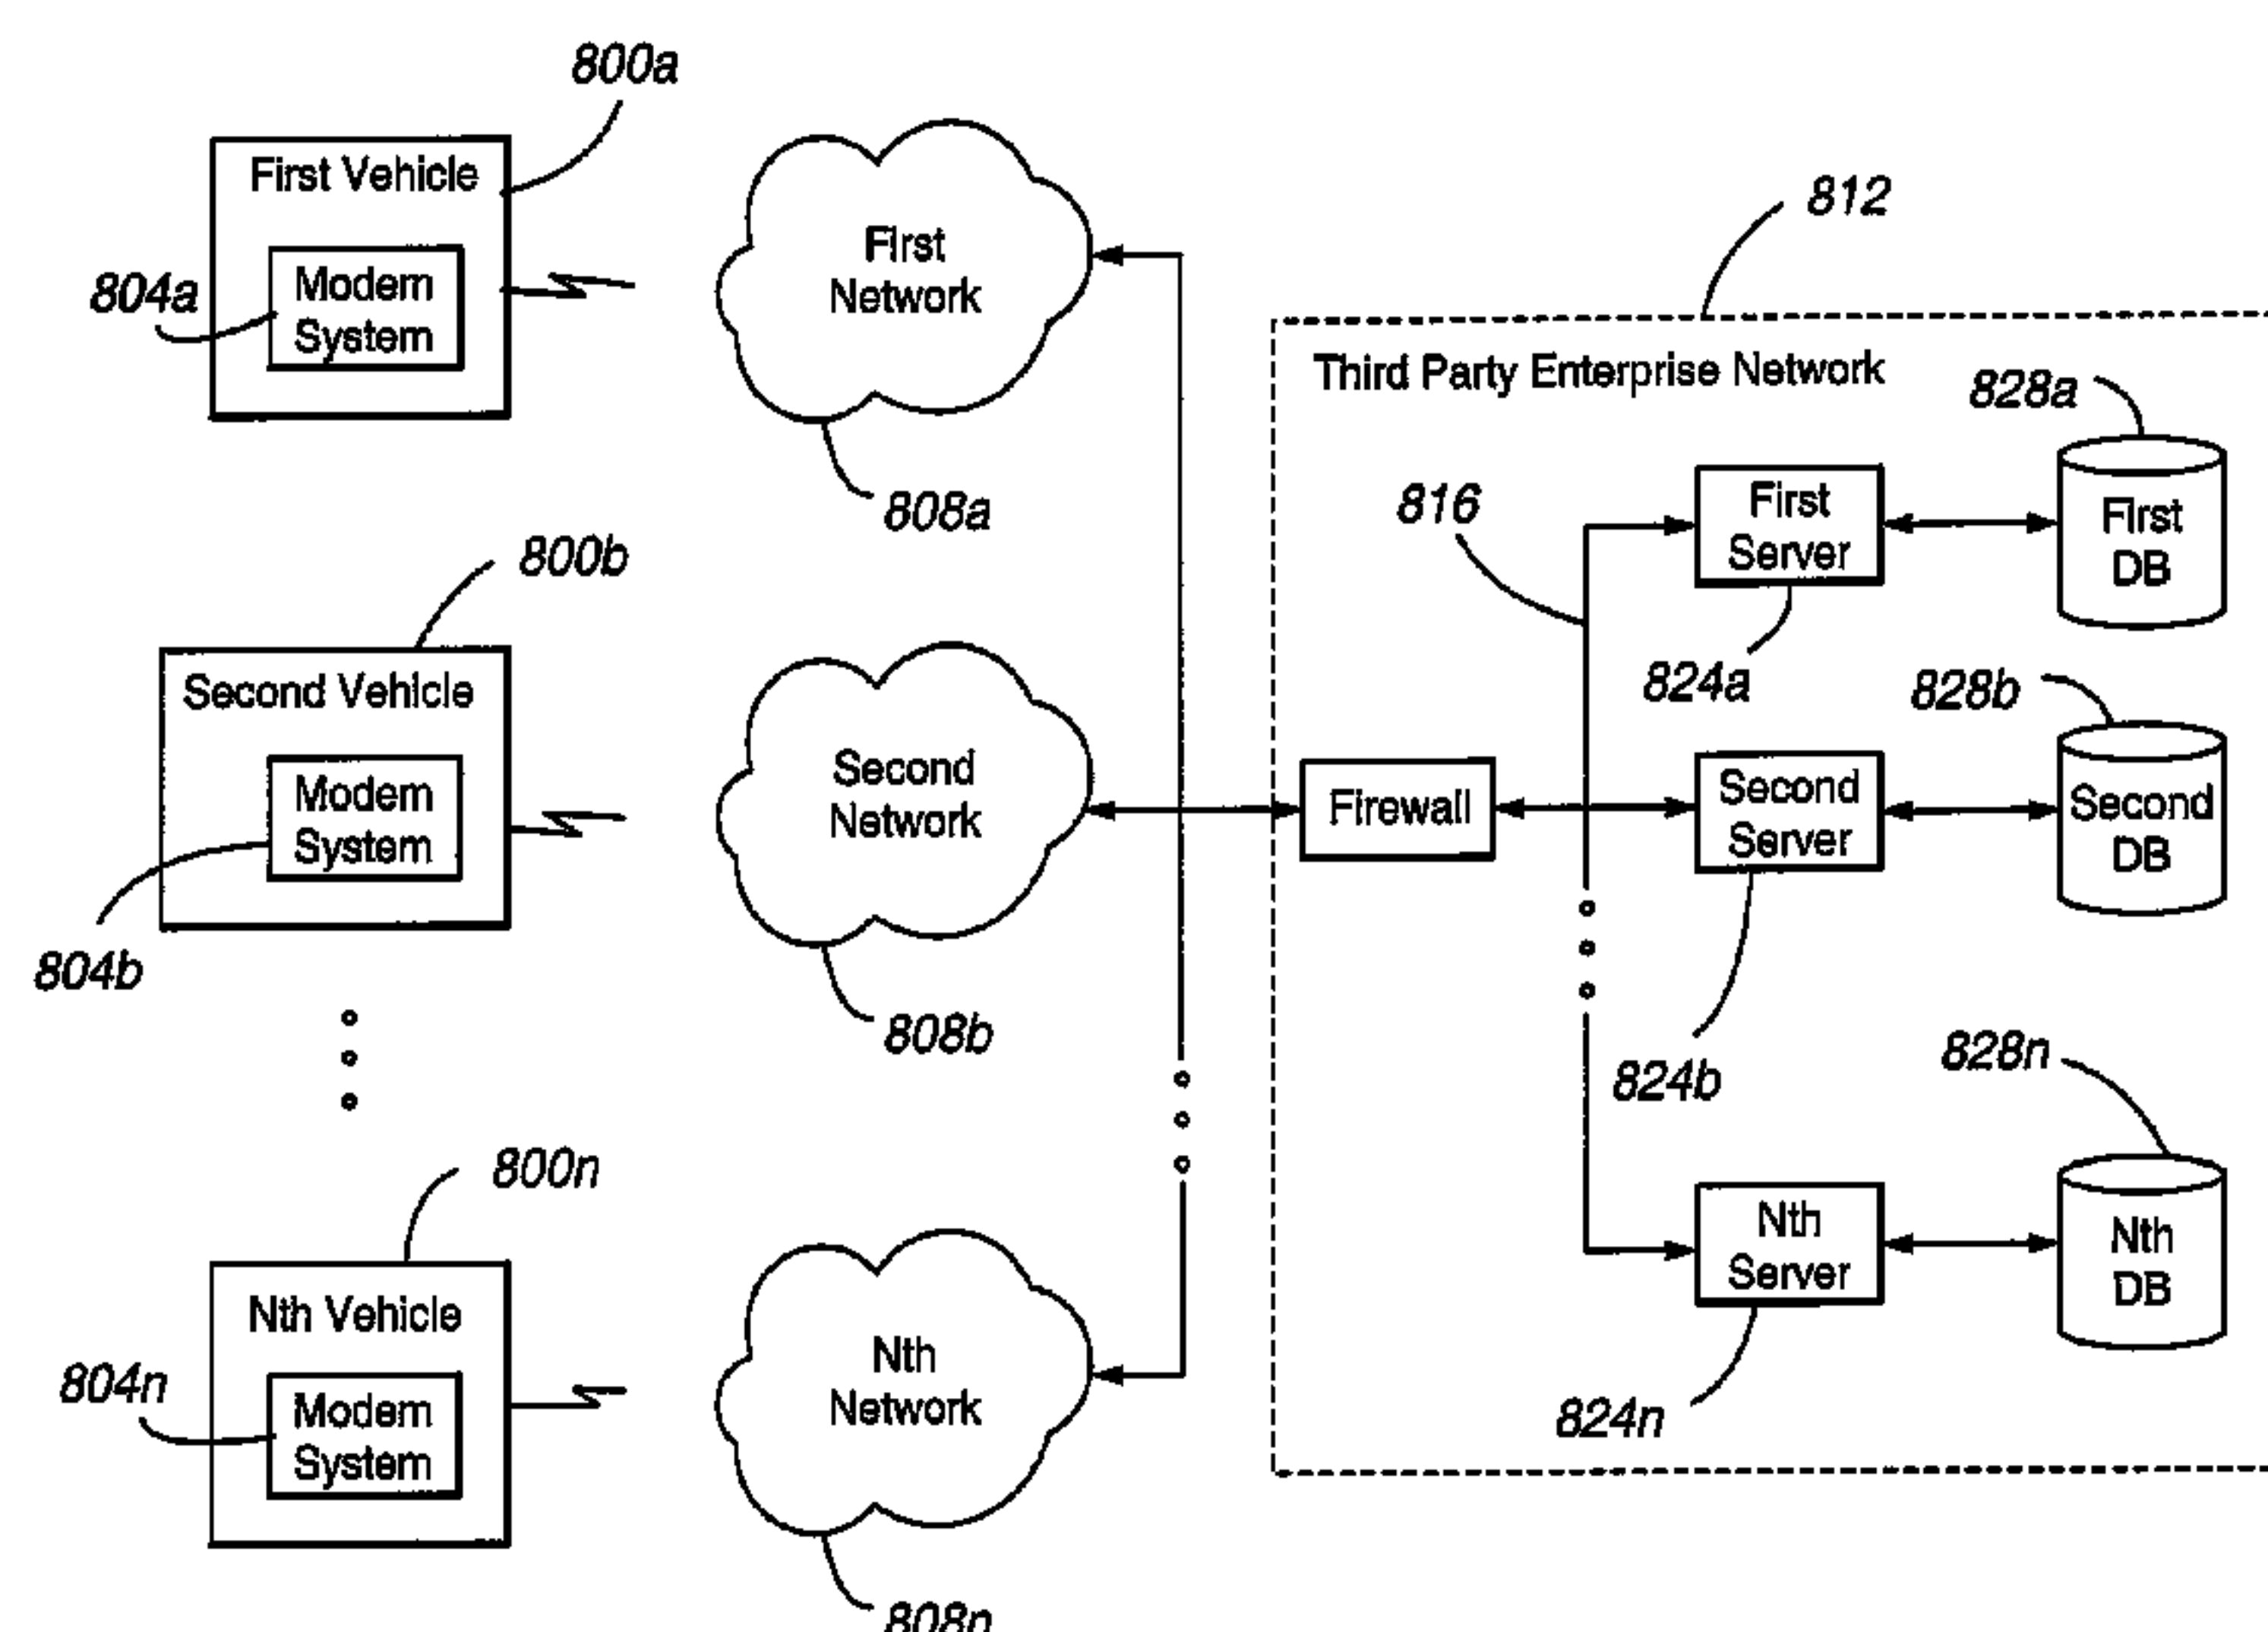 800a
First Vehicle
804a
Modem
System
First
Network
808a
812
Third Party Enterprise Network
828a
816
First
Server
First
DB
824a
800b
Second Vehicle
Modem
System
804b
Second
Network
808b
Firewall
828b
Second
Server
Second
DB
824b
828n
800n
Nth Vehicle
804n
Modem
System
Nth
Network
808n
Nth
Server
Nth
DB
824n